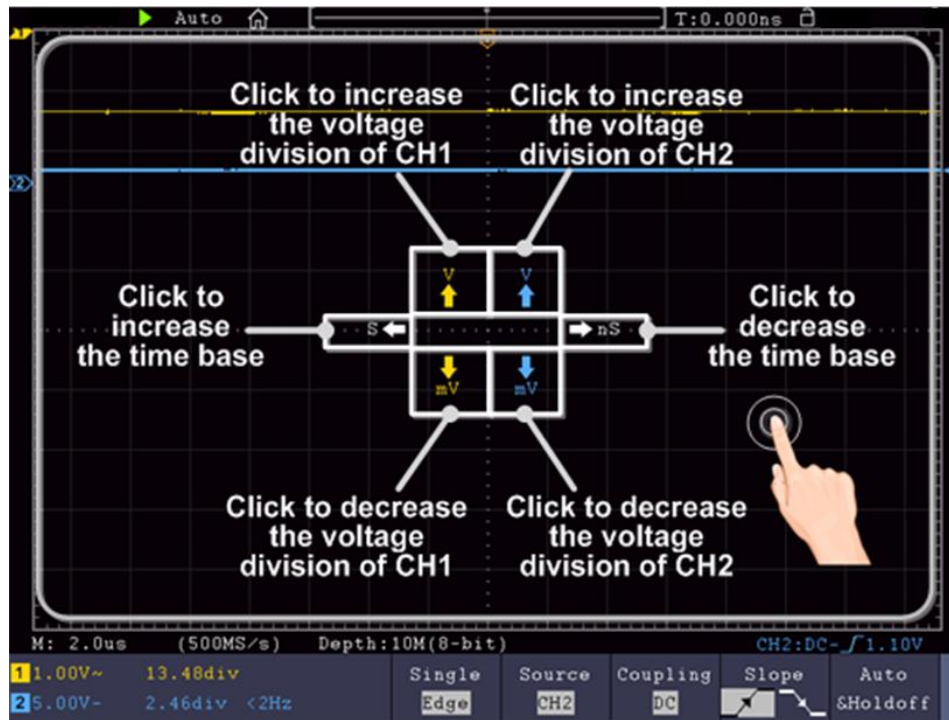 Auto T:0.000ns
1
Click to increase
the voltage
division of CH1
Click to increase
the voltage
division of CH2
2
V V
Click to
increase
the time base
S nS
Click to
decrease
the time base
mV mV
Click to decrease
the voltage
division of CH1
Click to decrease
the voltage
division of CH2
M: 2.0us (500MS/s) Depth:10M(8-bit) CH2:DC- 1.10V
1 1.00V~ 13.48div Single Source Coupling Slope Auto
2 5.00V- 2.46div <2Hz Edge CH2 DC &Holdoff